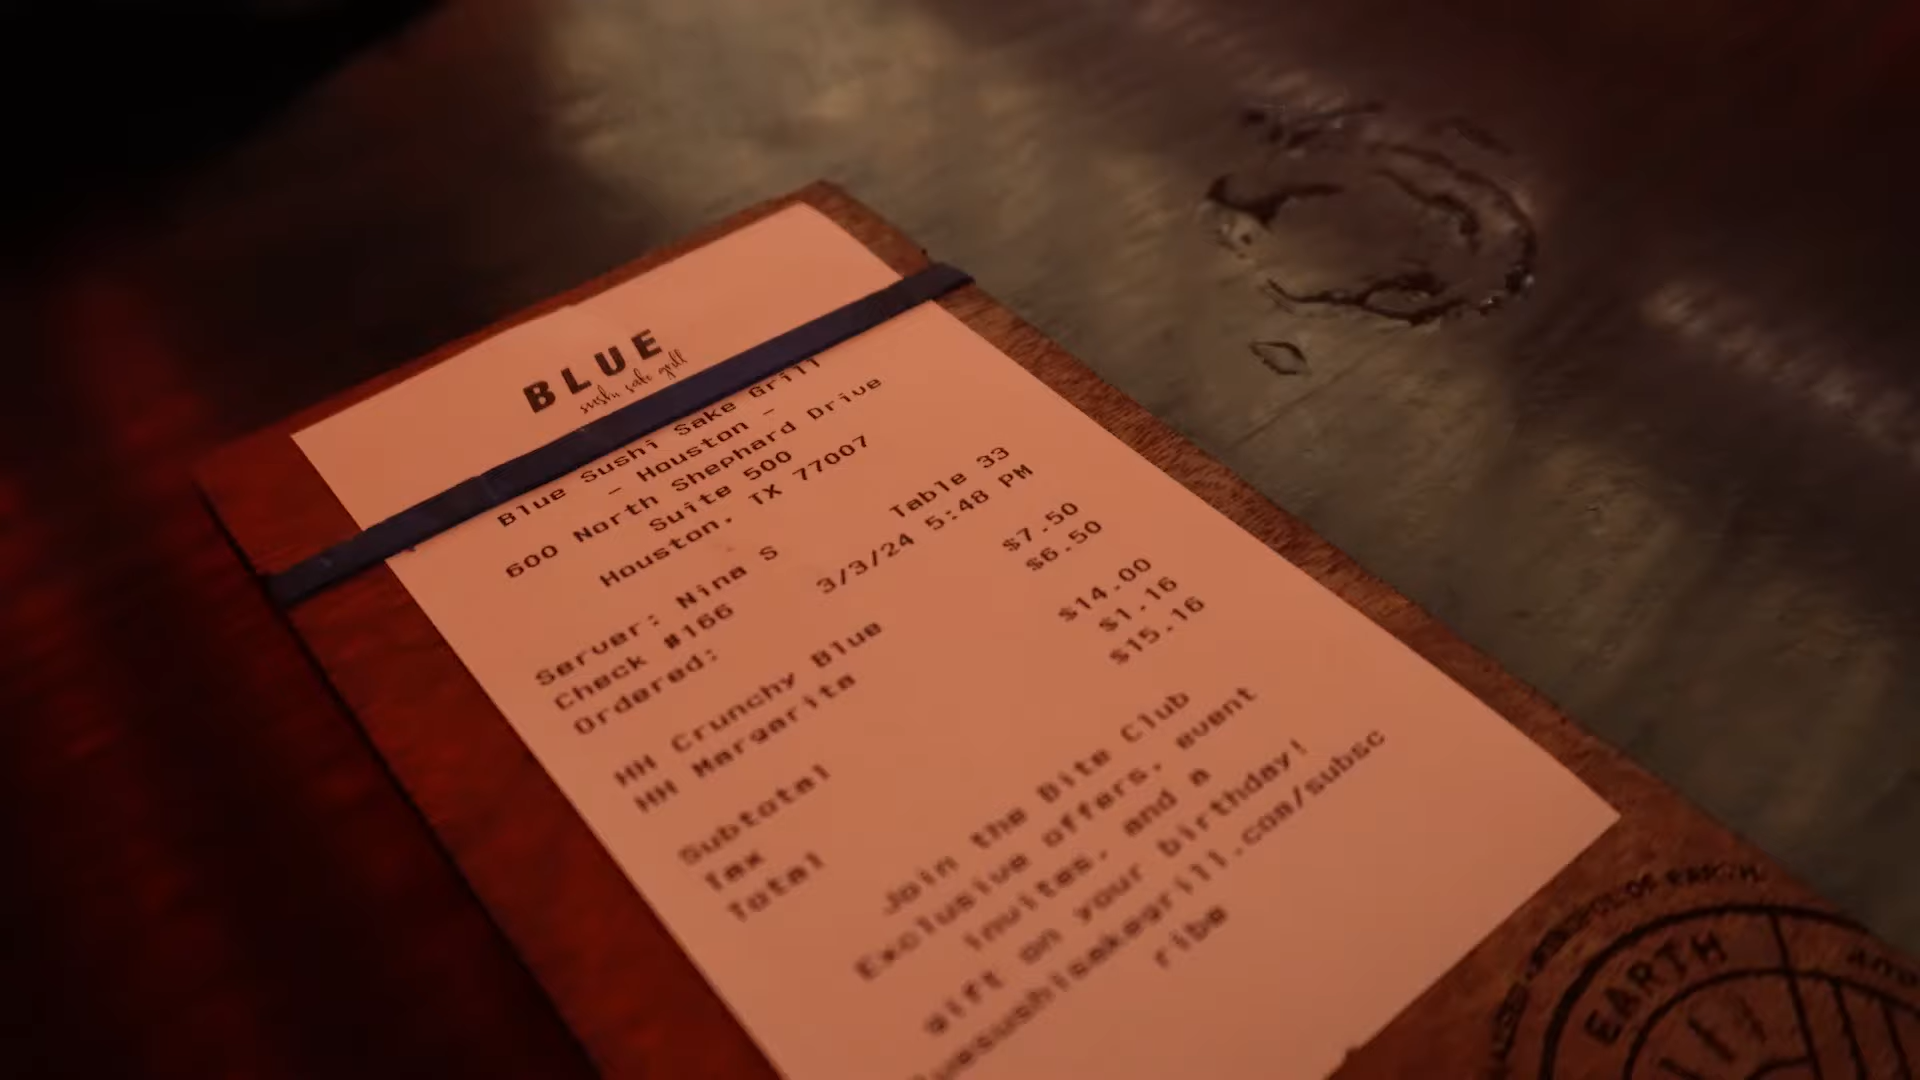 BLUE
sushi sake grill
Blue Sushi Sake Grill
- Houston -
600 North Shephard Drive
Suite 500
Houston, TX 77007
Server: Nina S
Table 33
Check #166
3/3/24 5:48 PM
Ordered:
HH Crunchy Blue $7.50
HH Margarita $6.50
Subtotal $14.00
Tax $1.16
Total $15.16
Join the Bite Club
Exclusive offers, event
invites, and a
gift on your birthday!
uesushisakegrill.com/subsc
ribe
EARTH